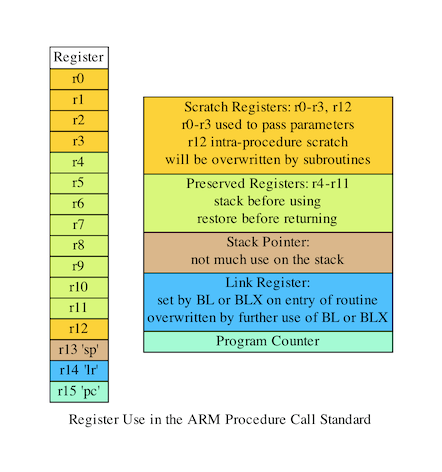 Register
r0
r1
r2
r3
r4
r5
r6
r7
r8
r9
r10
r11
r12
r13 'sp'
r14 'lr'
r15 'pc'
Scratch Registers: r0-r3, r12
r0-r3 used to pass parameters
r12 intra-procedure scratch
will be overwritten by subroutines
Preserved Registers: r4-r11
stack before using
restore before returning
Stack Pointer:
not much use on the stack
Link Register:
set by BL or BLX on entry of routine
overwritten by further use of BL or BLX
Program Counter
Register Use in the ARM Procedure Call Standard